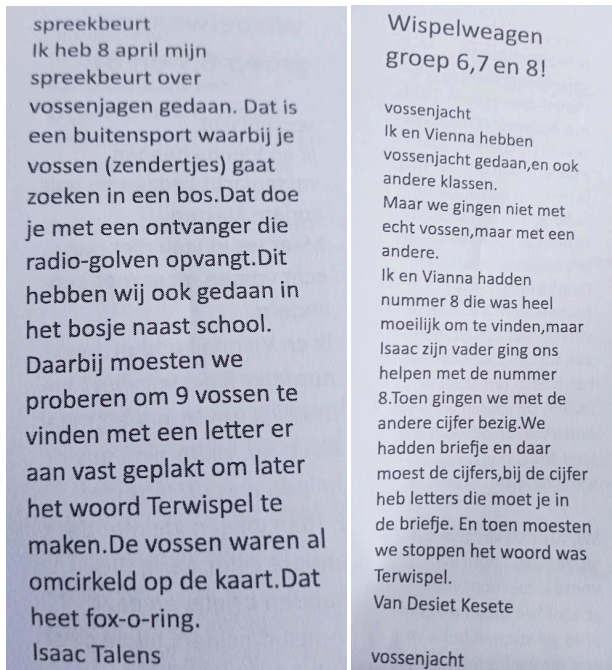 spreekbeurt
Ik heb 8 april mijn
spreekbeurt over
vossenjagen gedaan. Dat is
een buitensport waarbij je
vossen (zendertjes) gaat
zoeken in een bos.Dat doe
je met een ontvanger die
radio-golven opvangt.Dit
hebben wij ook gedaan in
het bosje naast school.
Daarbij moesten we
proberen om 9 vossen te
vinden met een letter er
aan vast geplakt om later
het woord Terwispel te
maken.De vossen waren al
omcirkeld op de kaart.Dat
heet fox-o-ring.
Isaac Talens
Wispelweagen
groep 6,7 en 8!
vossenjacht
Ik en Vienna hebben
vossenjacht gedaan,en ook
andere klassen.
Maar we gingen niet met
echt vossen,maar met een
andere.
Ik en Vianna hadden
nummer 8 die was heel
moeilijk om te vinden,maar
Isaac zijn vader ging ons
helpen met de nummer
8.Toen gingen we met de
andere cijfer bezig.We
hadden briefje en daar
moest de cijfers,bij de cijfer
heb letters die moet je in
de briefje. En toen moesten
we stoppen het woord was
Terwispel.
Van Desiet Kesete
vossenjacht